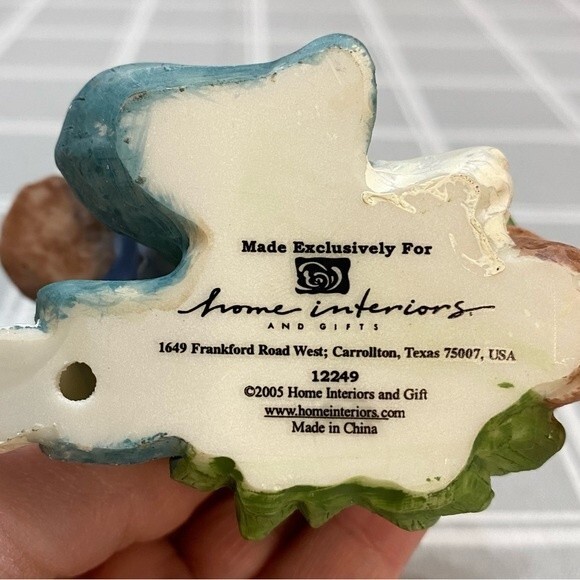 Made Exclusively For
home interiors
AND GIFTS
1649 Frankford Road West; Carrollton, Texas 75007, USA
12249
©2005 Home Interiors and Gift
www.homeinteriors.com
Made in China